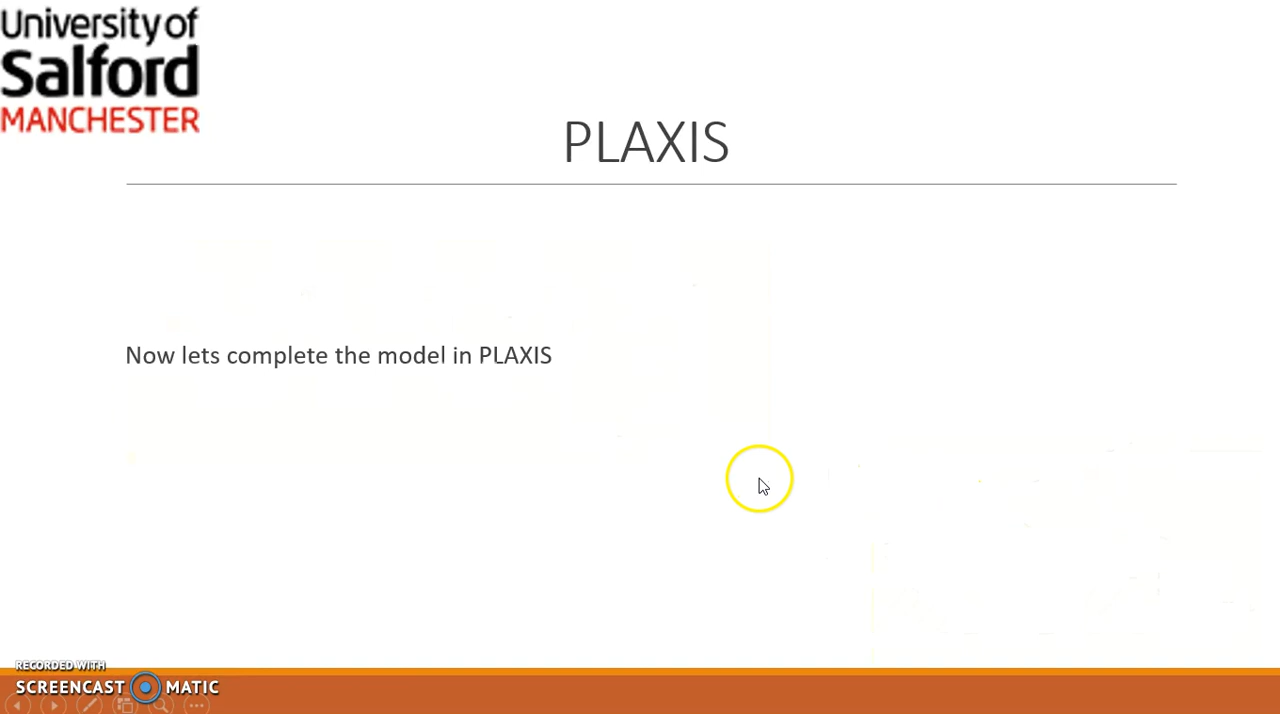 University of
Salford
MANCHESTER
PLAXIS
Now lets complete the model in PLAXIS
RECORDED WITH
SCREENCAST MATIC